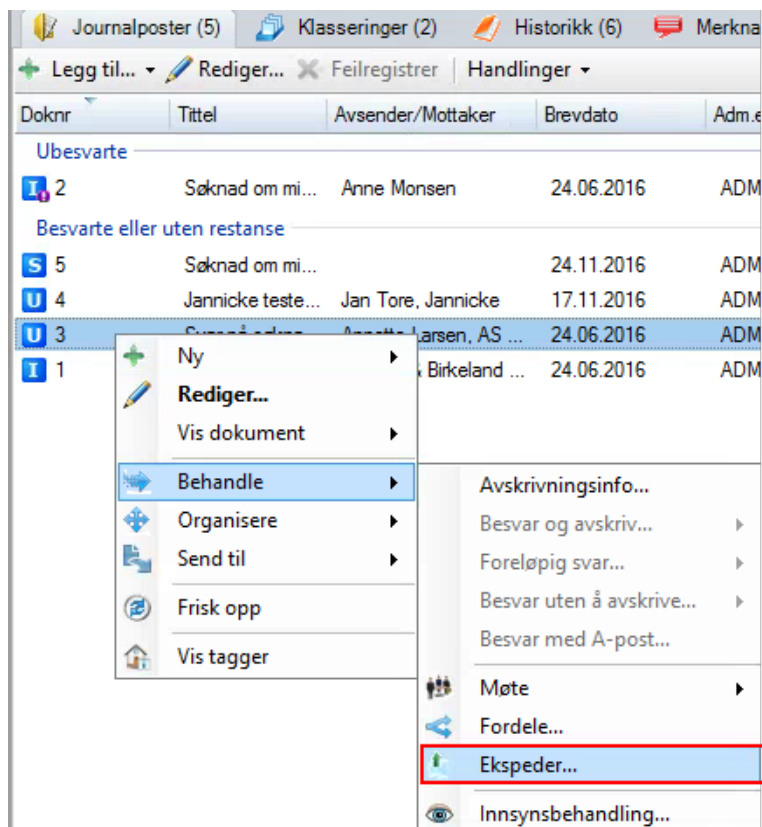 Journalposter (5) Klasseringer (2) Historikk (6) Merkna
Legg til... Rediger... Feilregistrer Handlinger
Doknr Tittel Avsender/Mottaker Brevdato Adm.e
Ubesvarte
I 2 Søknad om mi... Anne Monsen 24.06.2016 ADM
Besvarte eller uten restanse
S 5 Søknad om mi... 24.11.2016 ADM
U 4 Jannicke teste... Jan Tore, Jannicke 17.11.2016 ADM
U 3 Larsen, AS ... 24.06.2016 ADM
I 1 & Birkeland ... 24.06.2016 ADM
Ny
Rediger...
Vis dokument
Behandle
Organisere
Send til
Frisk opp
Vis tagger
Avskrivningsinfo...
Besvar og avskriv...
Foreløpig svar...
Besvar uten å avskrive...
Besvar med A-post...
Møte
Fordele...
Ekspeder...
Innsynsbehandling...